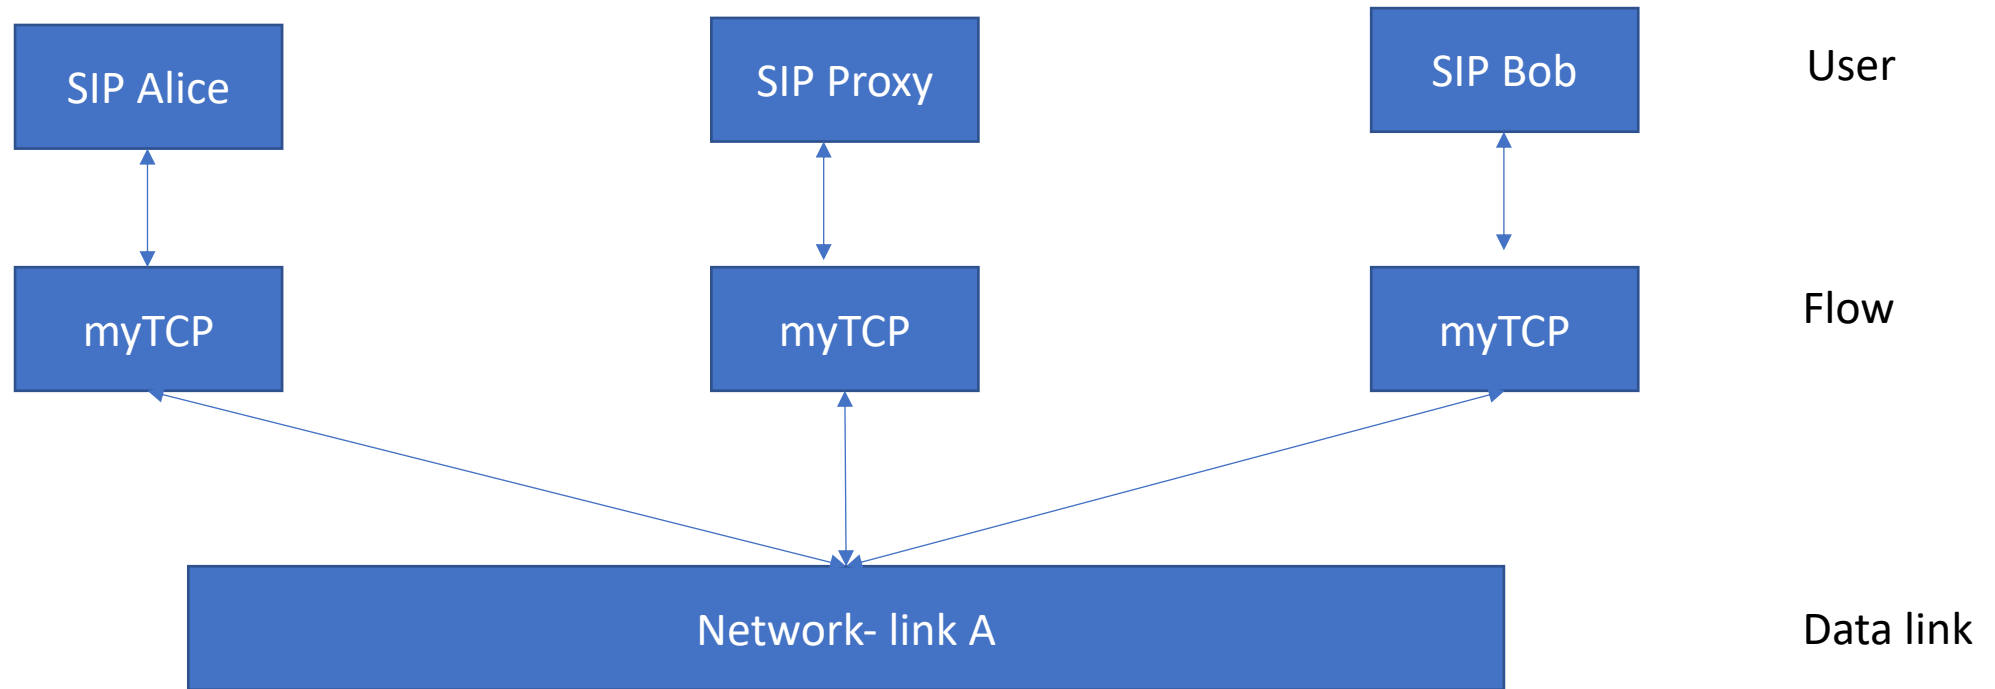 SIP Alice
SIP Proxy
SIP Bob
User
myTCP
myTCP
myTCP
Flow
Network- link A
Data link